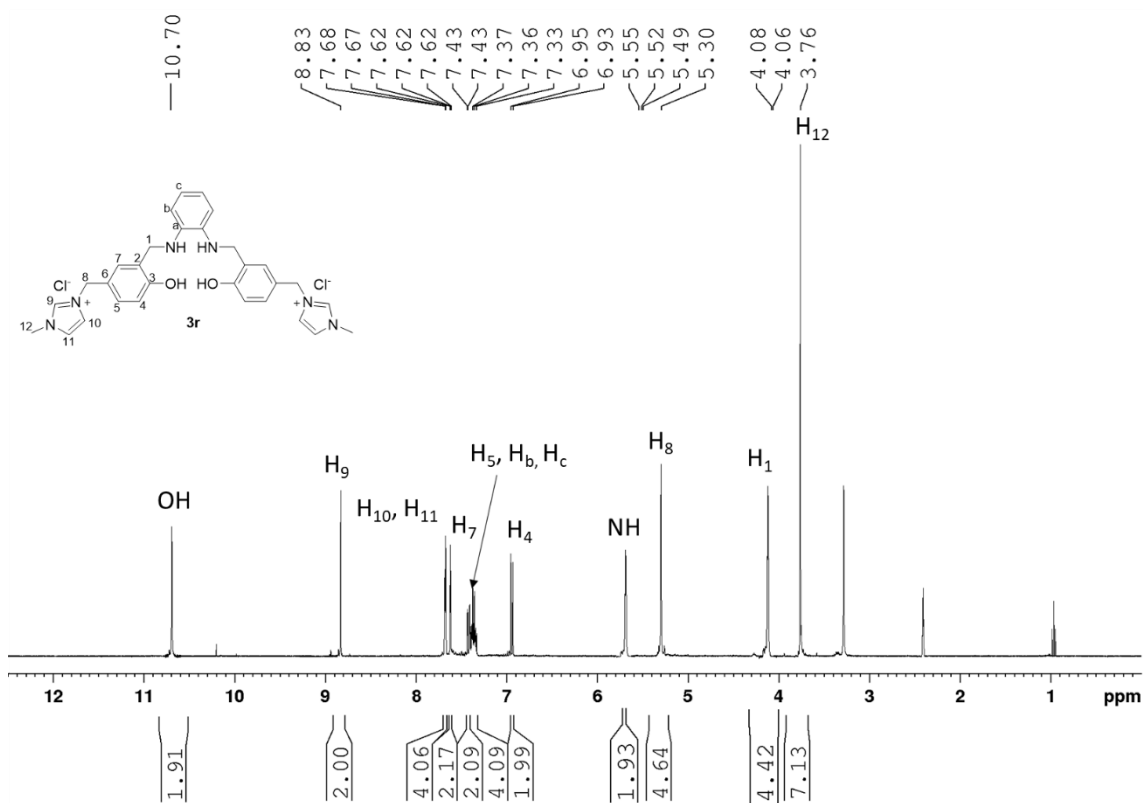 10.70
8.83
7.68
7.67
7.62
7.62
7.62
7.43
7.43
7.37
7.36
7.33
6.95
6.93
5.55
5.52
5.49
5.30
4.08
4.06
3.76
H12
c
b
a
1
NH
HN
7
2
8
6
3
OH
HO
Cl-
Cl-
5
4
9
N
+
10
12
N
11
3r
+
N
N
OH
H9
H10, H11
H7
H5, Hb, Hc
H4
NH
H8
H1
12 11 10 9 8 7 6 5 4 3 2 1 ppm
1.91
2.00
4.06
2.17
2.09
4.09
1.99
1.93
4.64
4.42
7.13